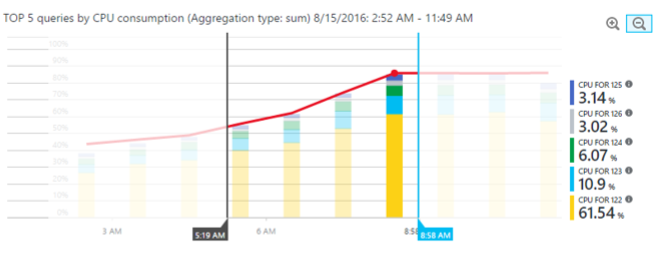 TOP 5 queries by CPU consumption (Aggregation type: sum) 8/15/2016: 2:52 AM - 11:49 AM
100%
90%
80%
70%
60%
50%
40%
30%
20%
10%
0%
3 AM
5:19 AM
6 AM
8:58
8:58 AM
CPU FOR 125
3.14 %
CPU FOR 126
3.02 %
CPU FOR 124
6.07 %
CPU FOR 123
10.9 %
CPU FOR 122
61.54 %